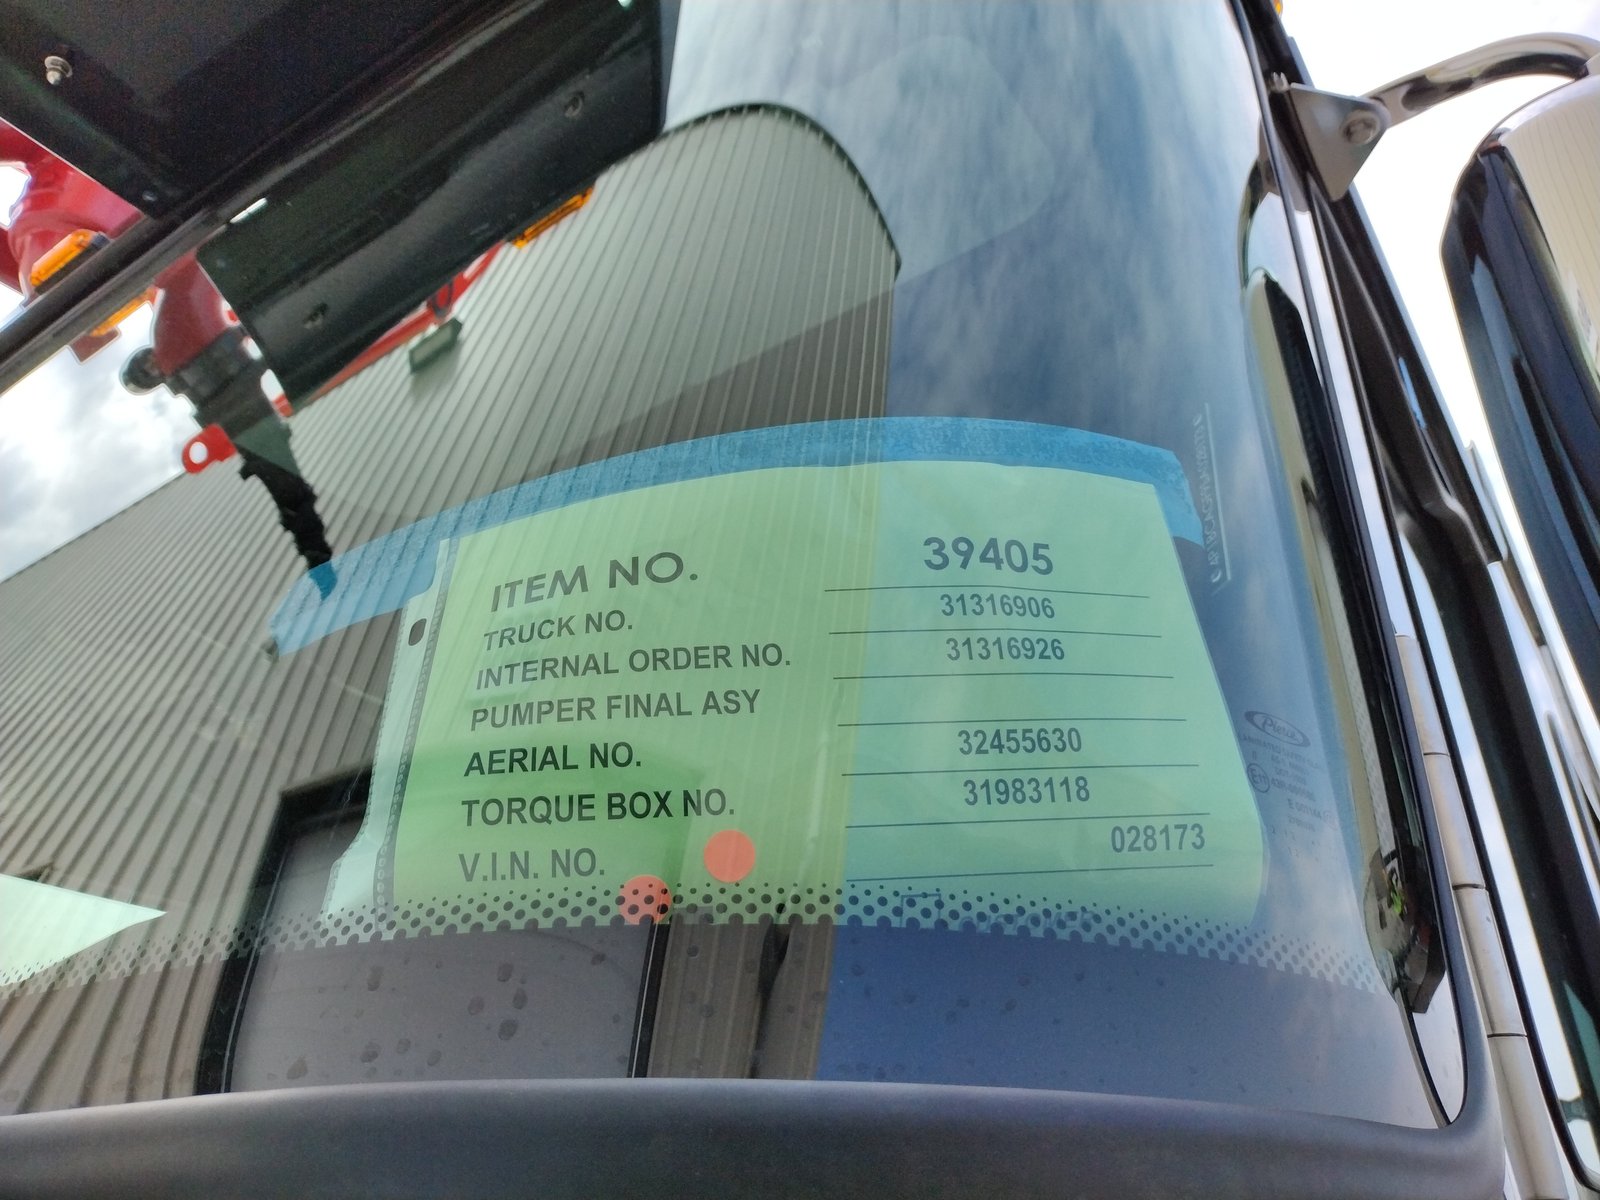 ITEM NO. 39405
TRUCK NO. 31316906
INTERNAL ORDER NO. 31316926
PUMPER FINAL ASY
AERIAL NO. 32455630
TORQUE BOX NO. 31983118
V.I.N. NO. 028173
Pierce